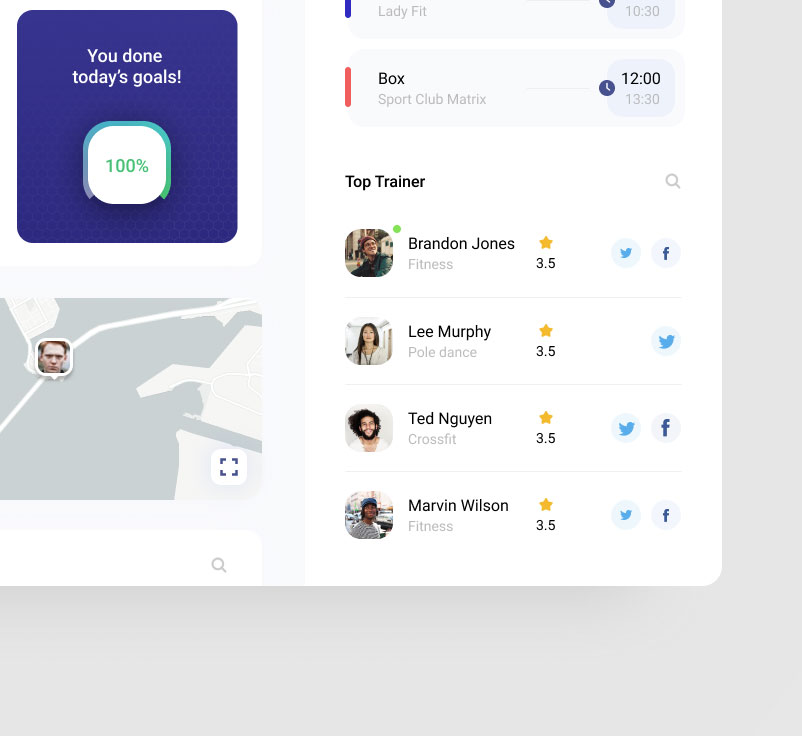 You done
today's goals!
100%
Lady Fit
10:30
Box
Sport Club Matrix
12:00
13:30
Top Trainer
Brandon Jones
Fitness
3.5
Lee Murphy
Pole dance
3.5
Ted Nguyen
Crossfit
3.5
Marvin Wilson
Fitness
3.5